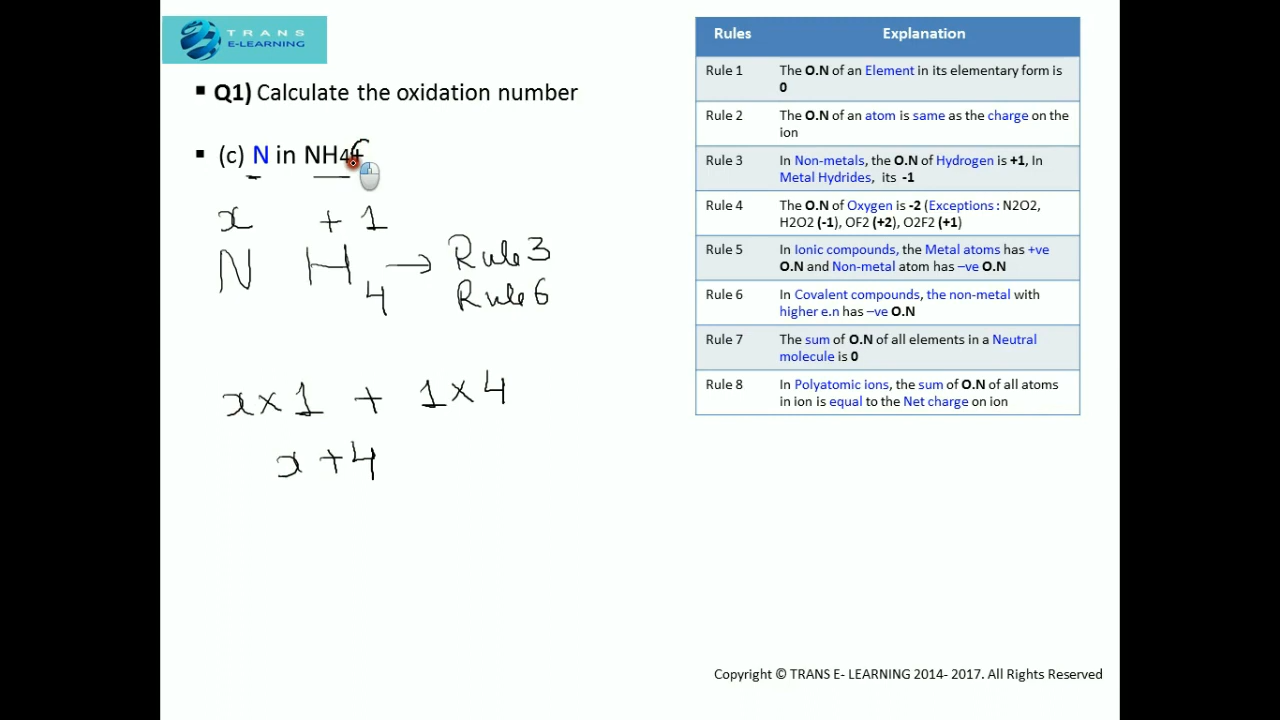 TRANS
E-LEARNING
Q1) Calculate the oxidation number
(c) N in NH4+
x + 1
N H4 → Rule 3
Rule 6
x × 1 + 1 × 4
x + 4
Rules Explanation
Rule 1 The O.N of an Element in its elementary form is
0
Rule 2 The O.N of an atom is same as the charge on the
ion
Rule 3 In Non-metals, the O.N of Hydrogen is +1, In
Metal Hydrides, its -1
Rule 4 The O.N of Oxygen is -2 (Exceptions : N2O2,
H2O2 (-1), OF2 (+2), O2F2 (+1)
Rule 5 In Ionic compounds, the Metal atoms has +ve
O.N and Non-metal atom has –ve O.N
Rule 6 In Covalent compounds, the non-metal with
higher e.n has –ve O.N
Rule 7 The sum of O.N of all elements in a Neutral
molecule is 0
Rule 8 In Polyatomic ions, the sum of O.N of all atoms
in ion is equal to the Net charge on ion
Copyright © TRANS E- LEARNING 2014- 2017. All Rights Reserved